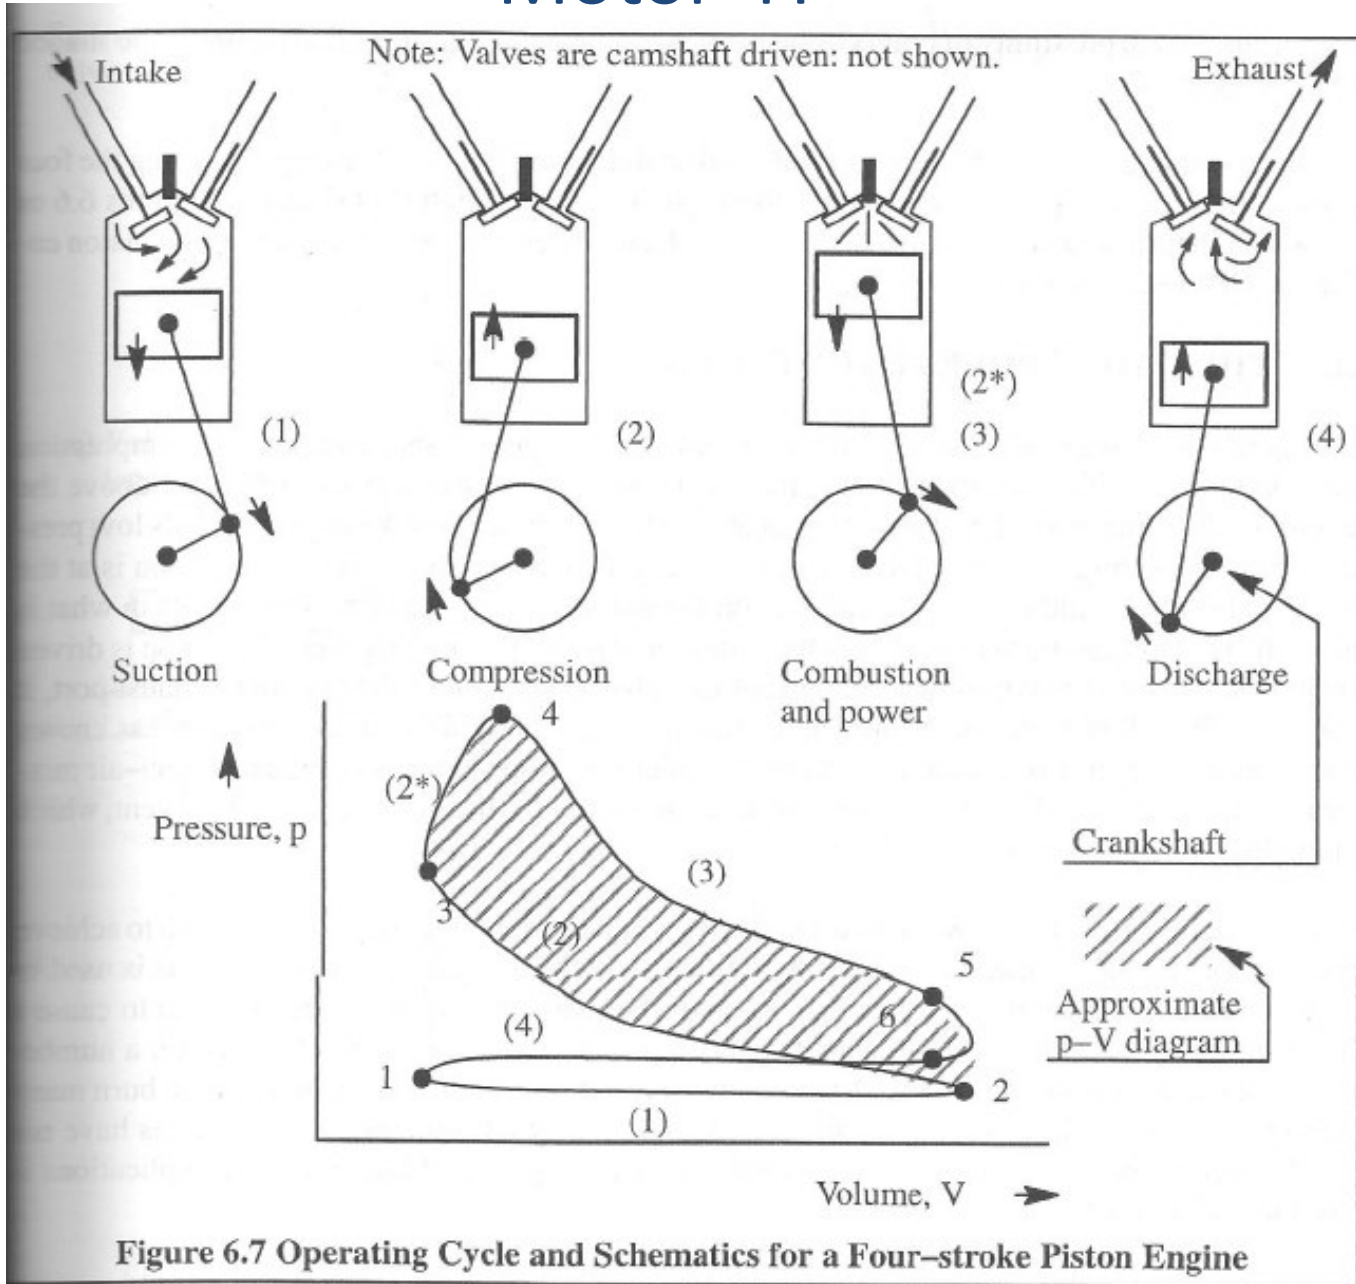 Intake
Note: Valves are camshaft driven: not shown.
Exhaust
(1)
(2)
(2*)
(3)
(4)
Suction
Compression
Combustion
and power
Discharge
4
(2*)
Pressure, p
Crankshaft
(3)
3
(2)
5
6
Approximate
p–V diagram
(4)
1
2
(1)
Volume, V
Figure 6.7 Operating Cycle and Schematics for a Four–stroke Piston Engine